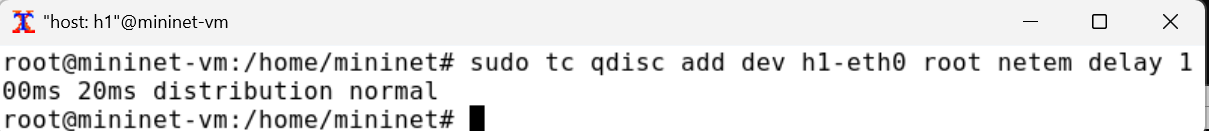 "host: h1"@mininet-vm
root@mininet-vm:/home/mininet# sudo tc qdisc add dev h1-eth0 root netem delay 1
00ms 20ms distribution normal
root@mininet-vm:/home/mininet#